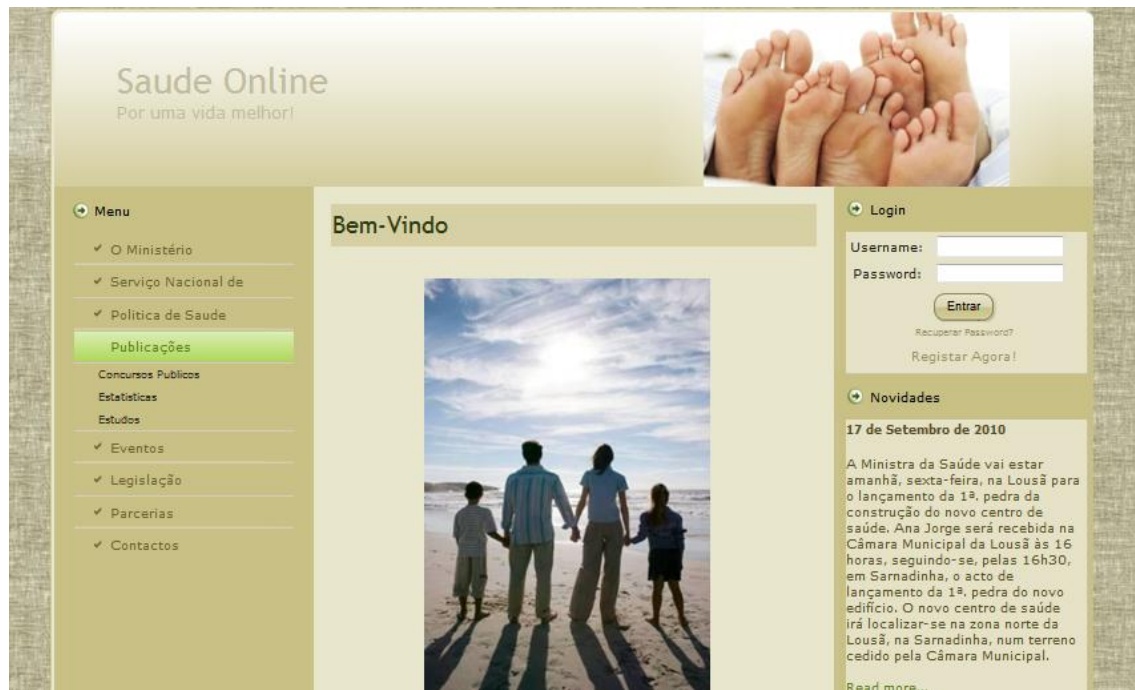 Saude Online
Por uma vida melhor!
Menu
O Ministério
Serviço Nacional de
Politica de Saude
Publicações
Concursos Publicos
Estatisticas
Estudos
Eventos
Legislação
Parcerias
Contactos
Bem-Vindo
Login
Username:
Password:
Entrar
Recuperar Password?
Registar Agora!
Novidades
17 de Setembro de 2010
A Ministra da Saúde vai estar
amanhã, sexta-feira, na Lousã para
o lançamento da 1ª. pedra da
construção do novo centro de
saúde. Ana Jorge será recebida na
Câmara Municipal da Lousã às 16
horas, seguindo-se, pelas 16h30,
em Sarnadinha, o acto de
lançamento da 1ª. pedra do novo
edifício. O novo centro de saúde
irá localizar-se na zona norte da
Lousã, na Sarnadinha, num terreno
cedido pela Câmara Municipal.
Read more...